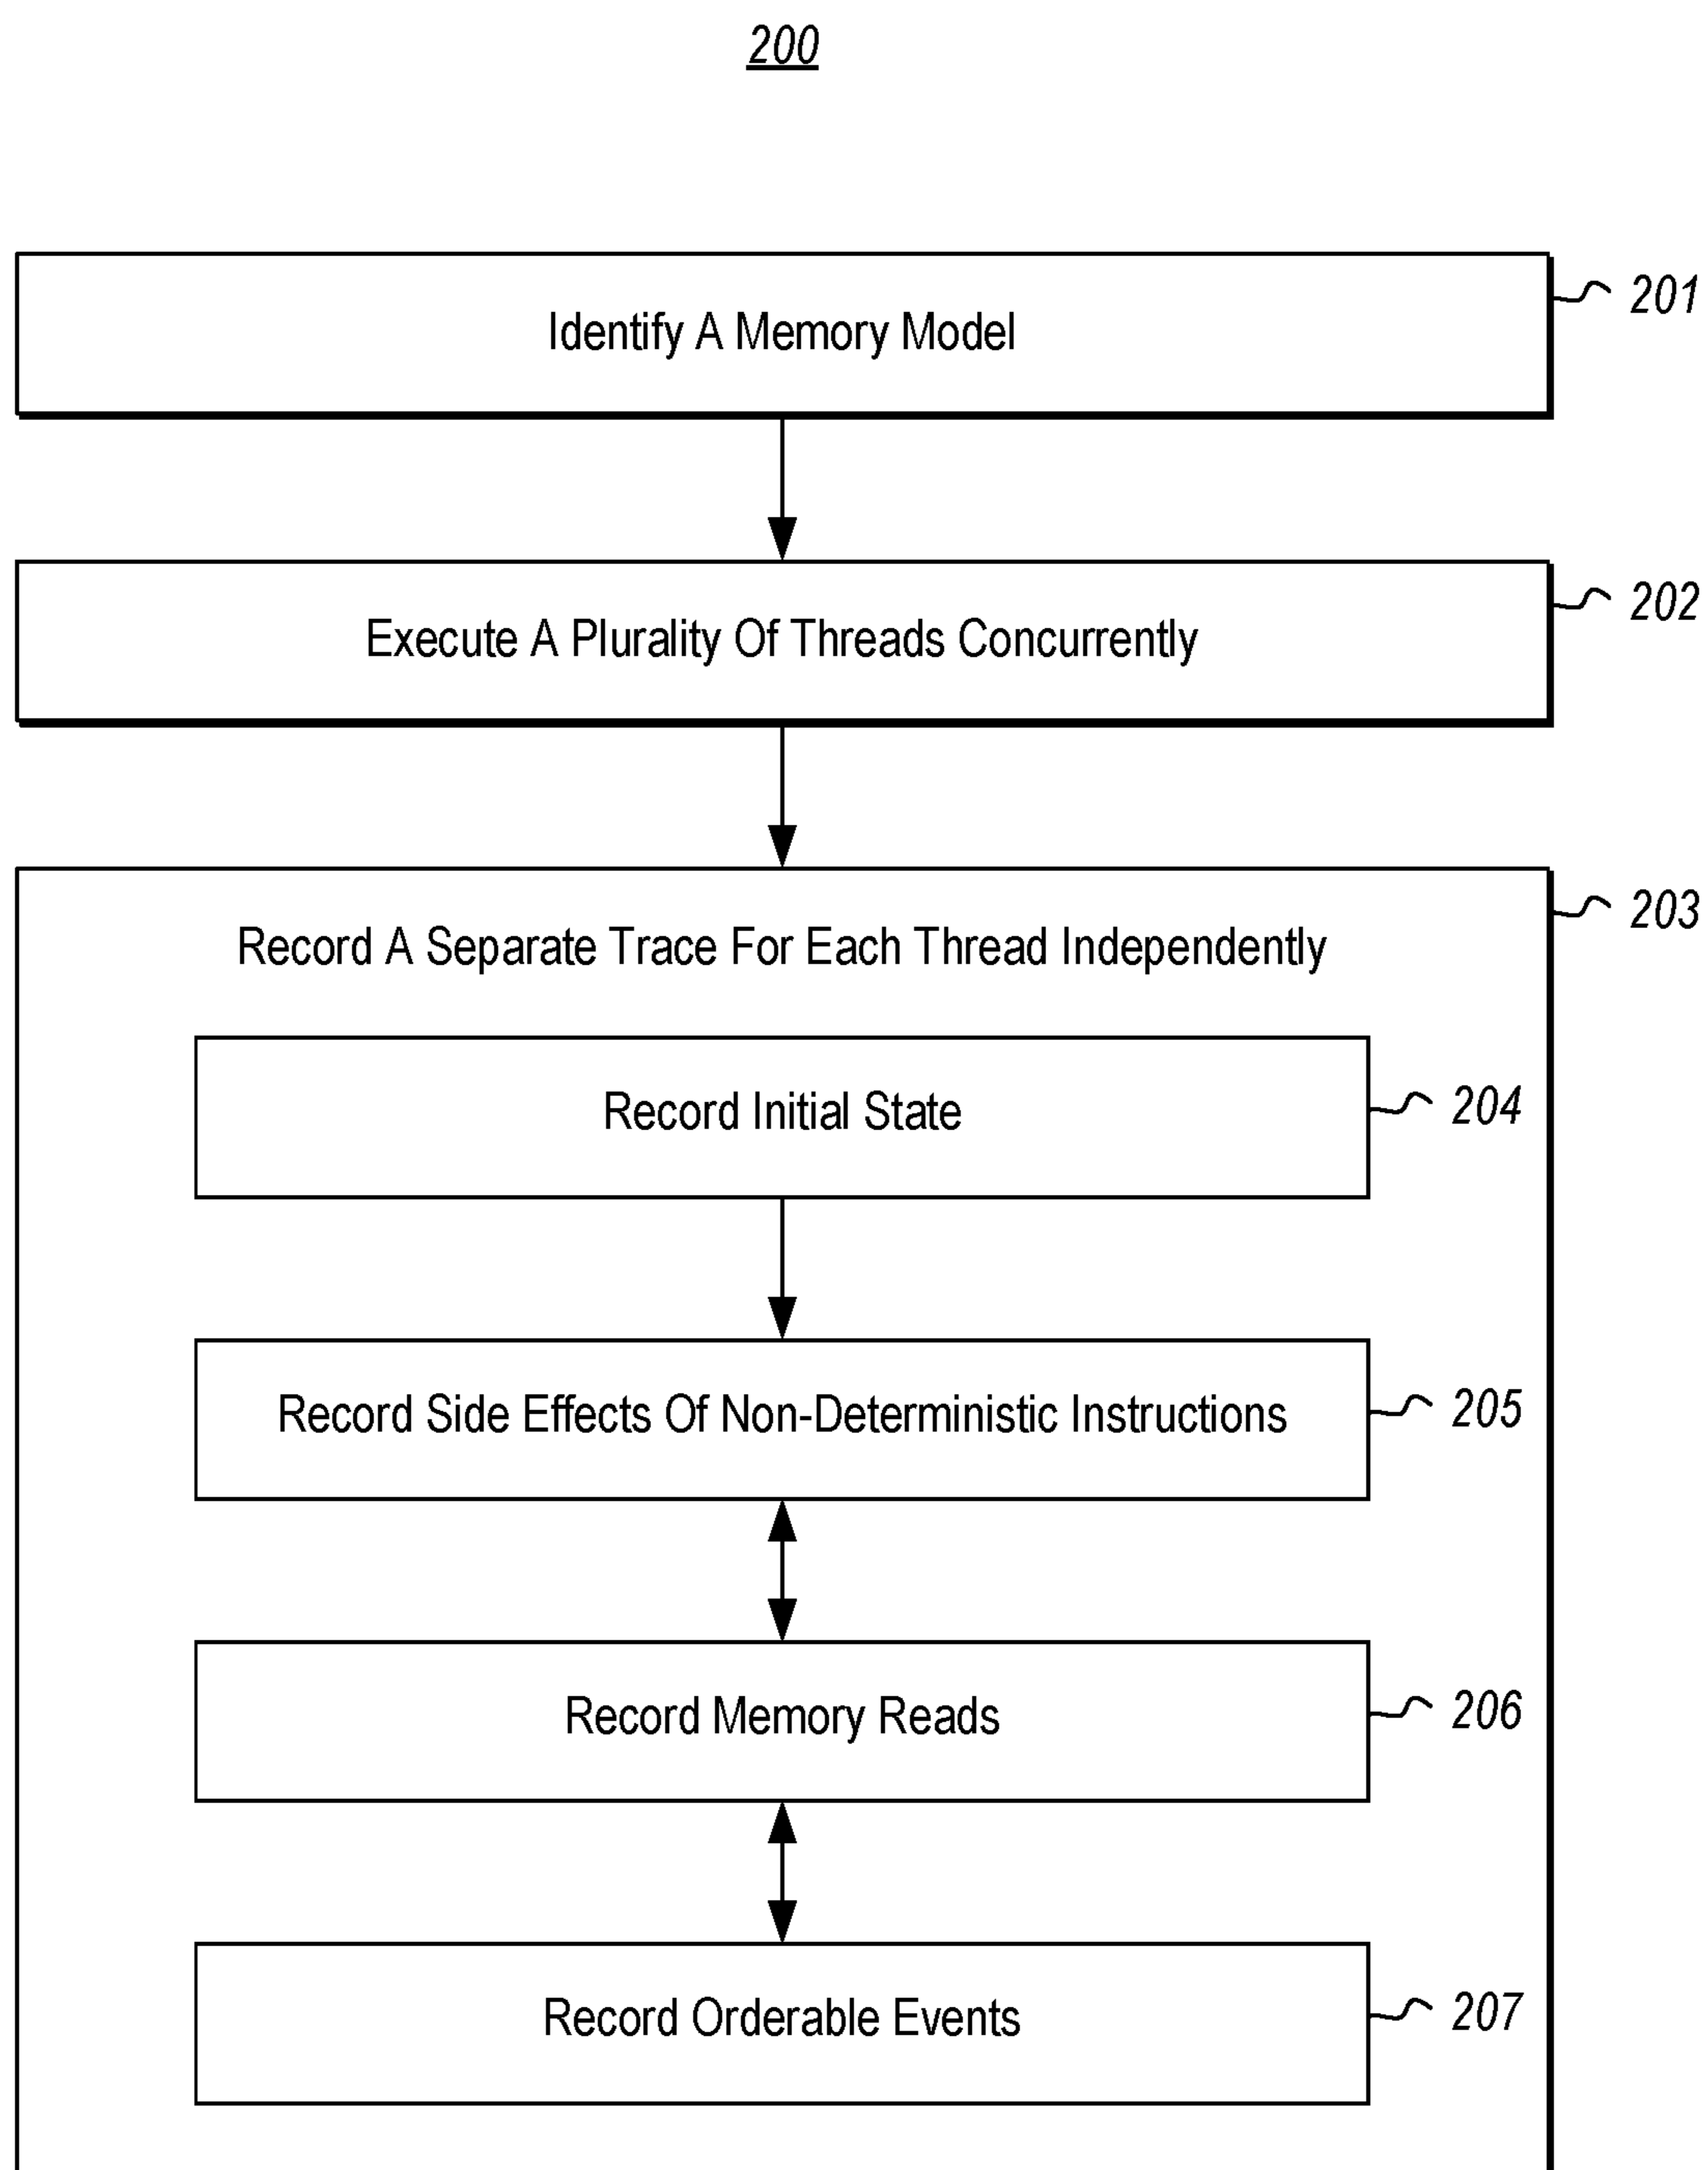 200
Identify A Memory Model
201
Execute A Plurality Of Threads Concurrently
202
Record A Separate Trace For Each Thread Independently
203
Record Initial State
204
Record Side Effects Of Non-Deterministic Instructions
205
Record Memory Reads
206
Record Orderable Events
207